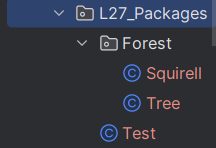 L27_Packages
Forest
C Squirell
C Tree
C Test